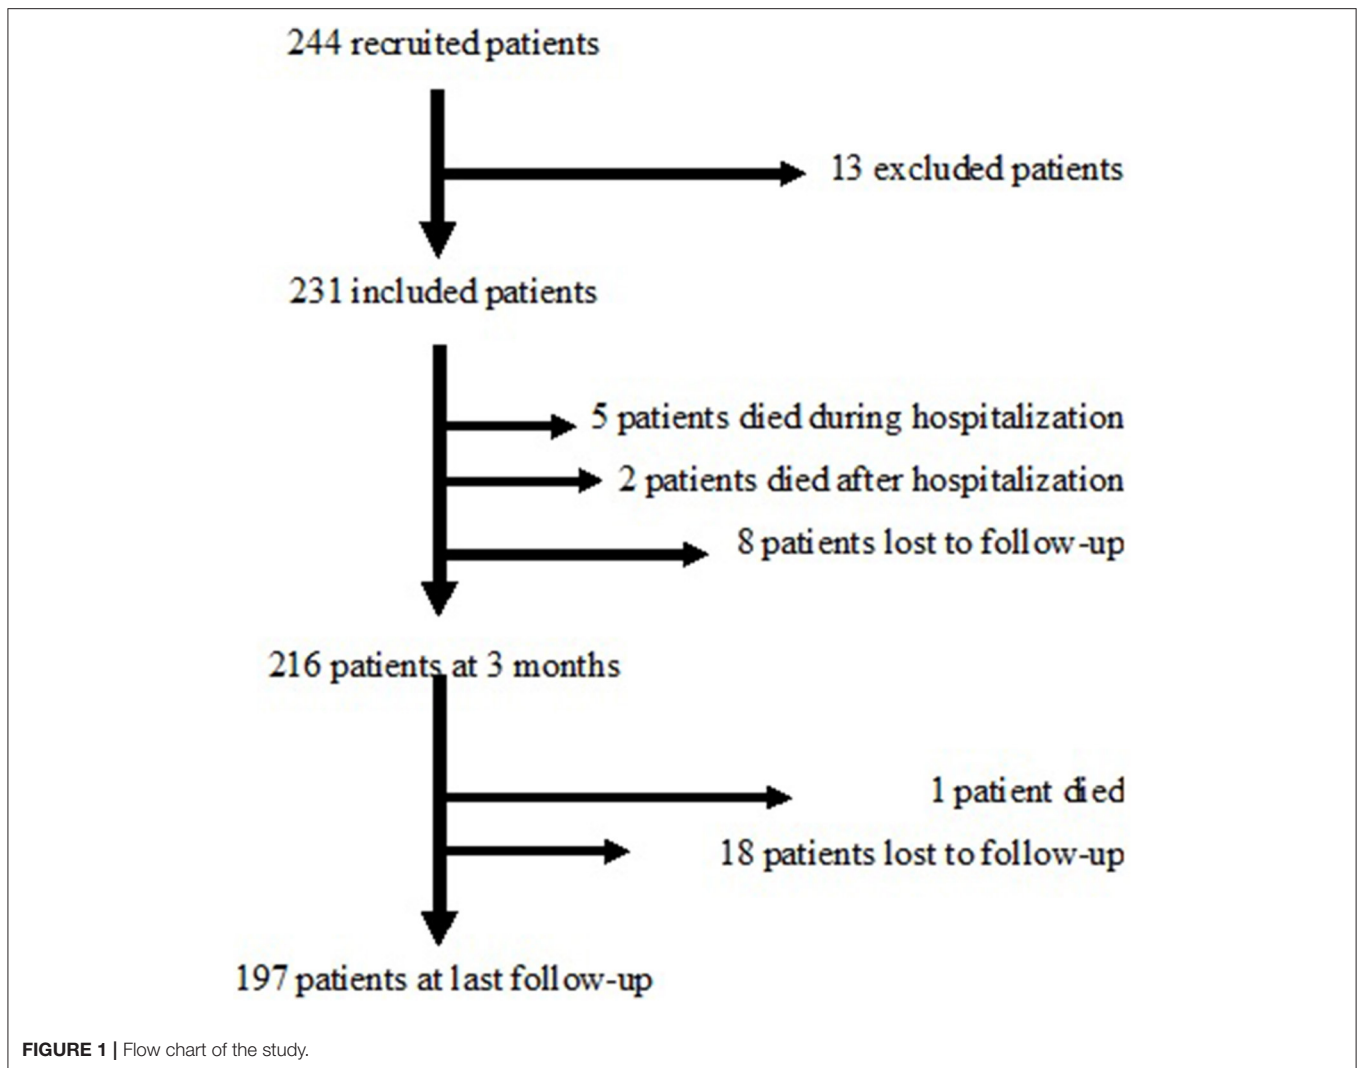 244 recruited patients
13 excluded patients
231 included patients
5 patients died during hospitalization
2 patients died after hospitalization
8 patients lost to follow-up
216 patients at 3 months
1 patient died
18 patients lost to follow-up
197 patients at last follow-up
FIGURE 1 | Flow chart of the study.